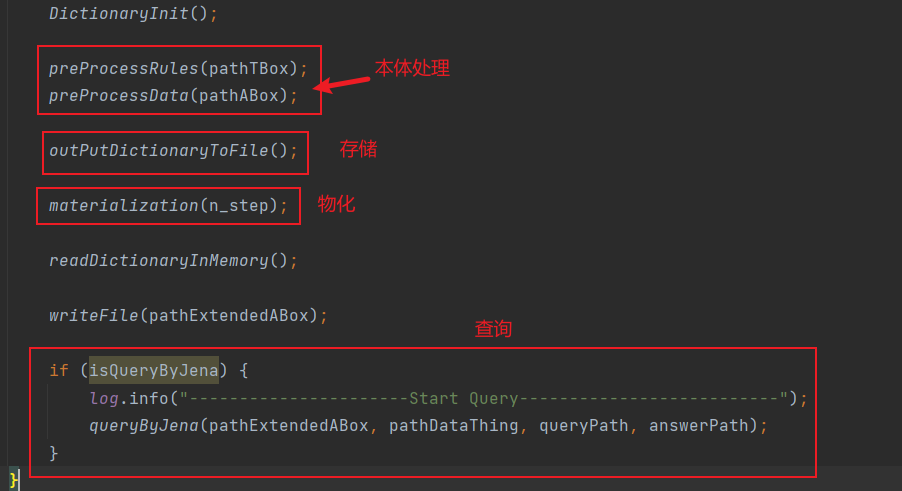 DictionaryInit();
preProcessRules(pathTBox);
本体处理
preProcessData(pathABox);
outPutDictionaryToFile();
存储
materialization(n_step);
物化
readDictionaryInMemory();
writeFile(pathExtendedABox);
查询
if (isQueryByJena) {
log.info("----------------------Start Query--------------------------");
queryByJena(pathExtendedABox, pathDataThing, queryPath, answerPath);
}
}